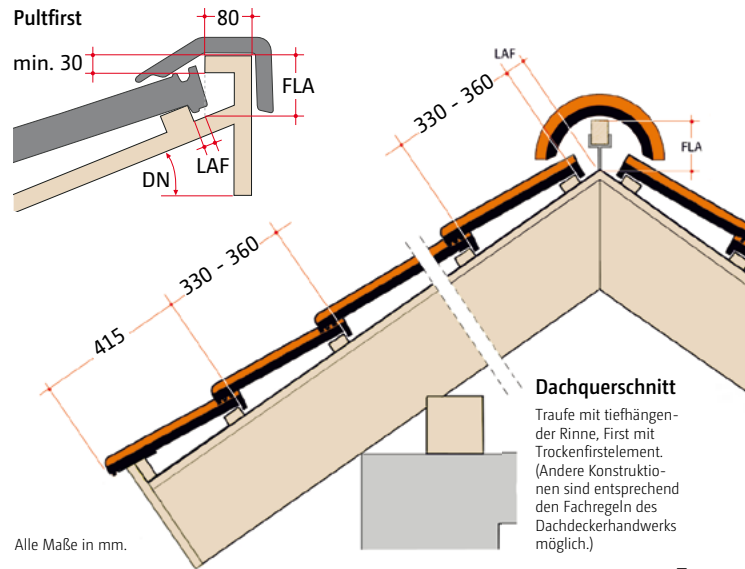 Pultfirst
80
min. 30
FLA
LAF
DN
LAF
330 - 360
FLA
330 - 360
415
Dachquerschnitt
Traufe mit tiefhängen-
der Rinne, First mit
Trockenfirstelement.
(Andere Konstruktio-
nen sind entsprechend
den Fachregeln des
Dachdeckerhandwerks
möglich.)
Alle Maße in mm.